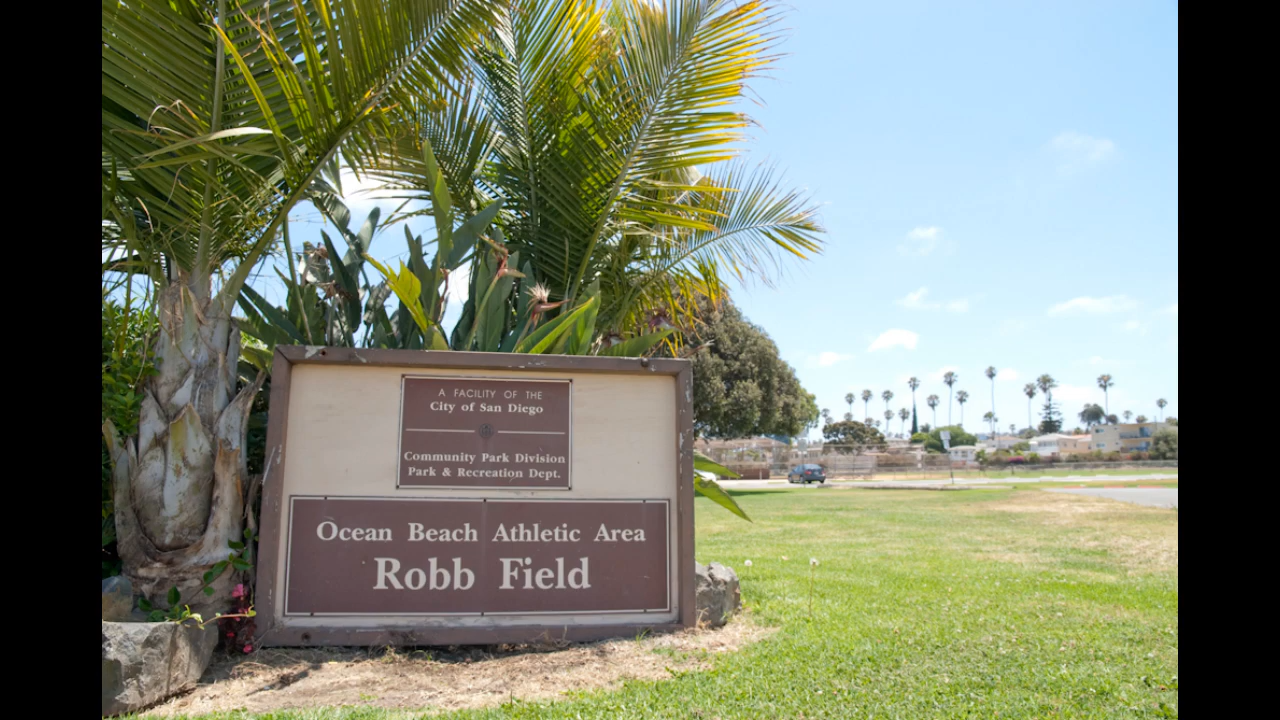 A FACILITY OF THE
City of San Diego
Community Park Division
Park & Recreation Dept.
Ocean Beach Athletic Area
Robb Field